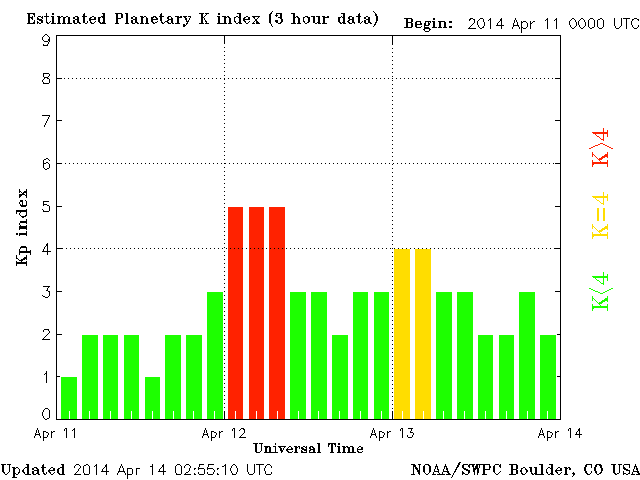 Estimated Planetary K index (3 hour data) Begin: 2014 Apr 11 0000 UTC
9
8
7
6
5
4
3
2
1
0
Kp index
K>4
K=4
K<4
Apr 11 Apr 12 Apr 13 Apr 14
Universal Time
Updated 2014 Apr 14 02:55:10 UTC NOAA/SWPC Boulder, CO USA